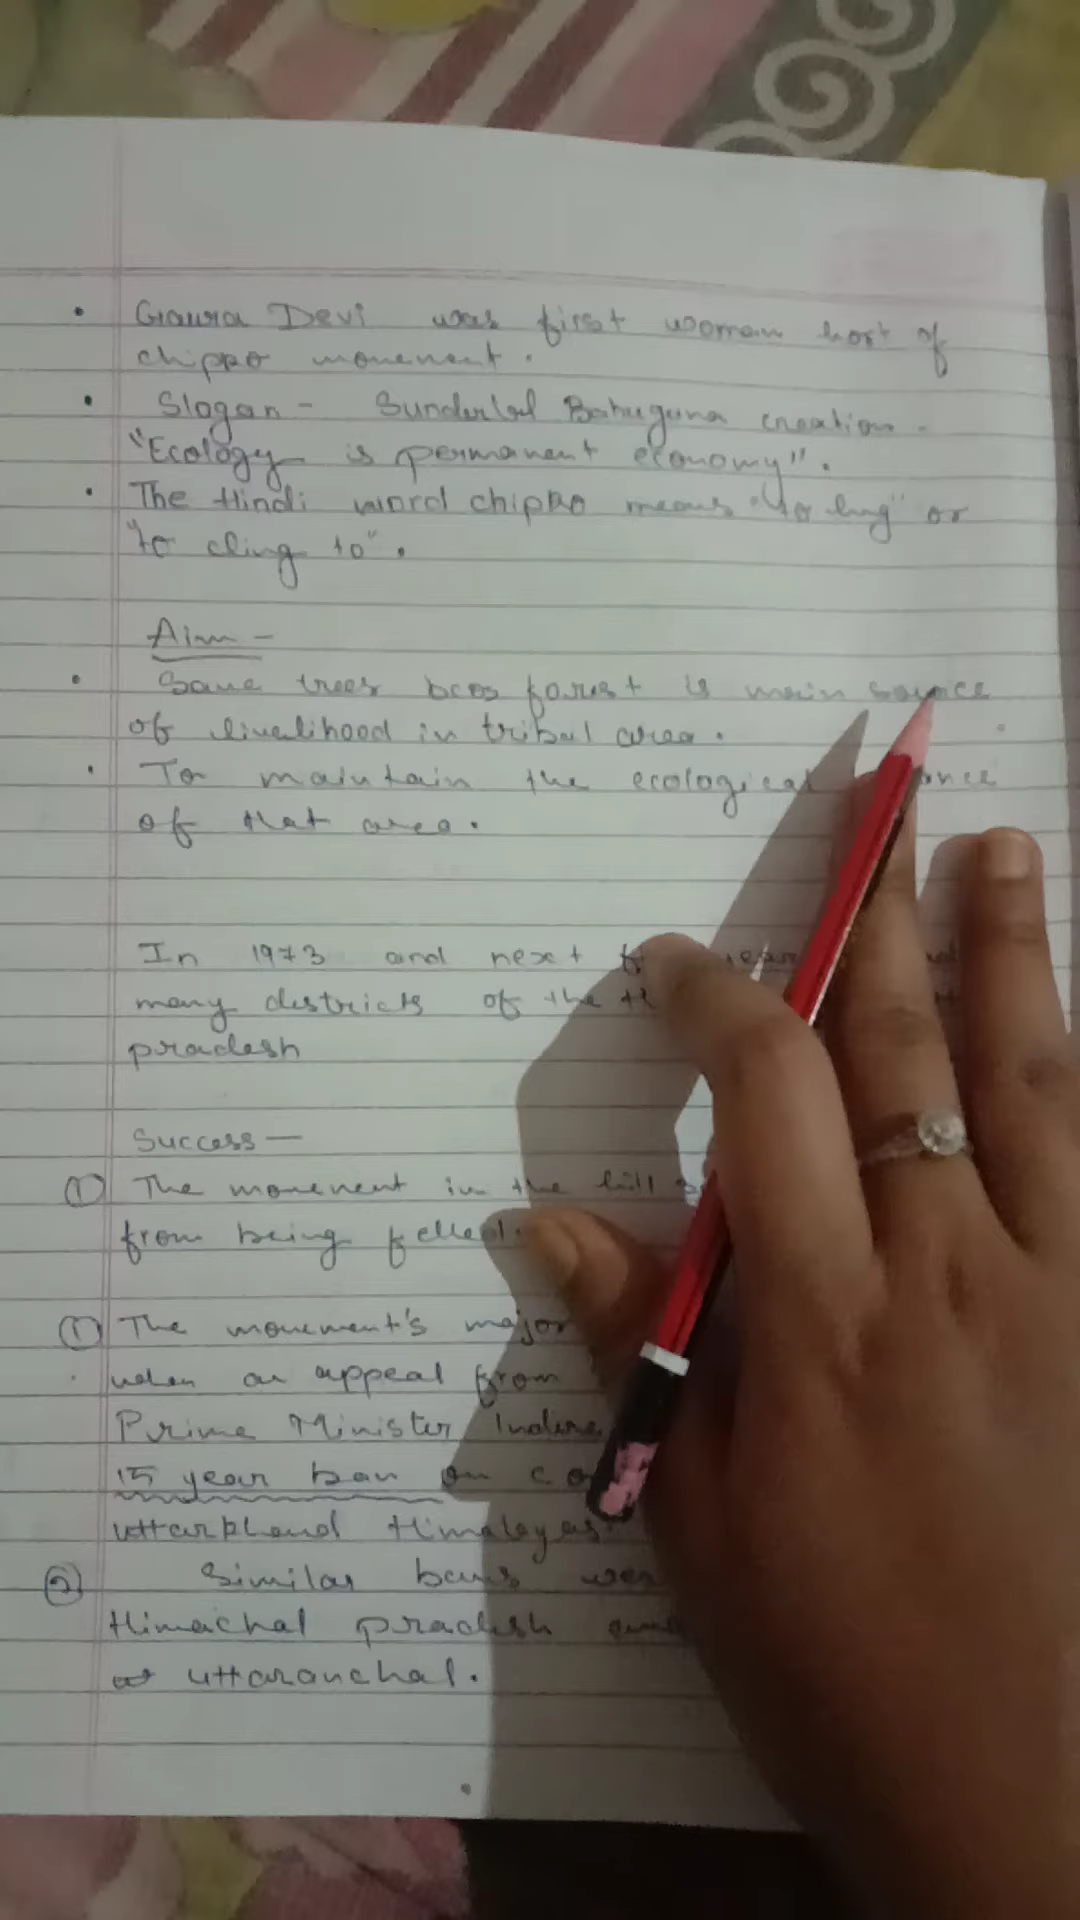 • Gaura Devi was first woman host of
chipko movement.
• Slogan - Sunderlal Bahuguna creation.
"Ecology is permanent economy".
• The Hindi word chipko means "to hug" or
"to cling to".
Aim -
• Save trees bcos forest is main source
of livelihood in tribal area.
• To maintain the ecological
of that area.
In 1973 and next
many districts of the
pradesh
Success -
① The movement in the hill
from being felled.
① The movement's major
when an appeal from
Prime Minister
15 year ban on
uttarkhand Himalayas.
② Similar bans
Himachal pradesh
uttaranchal.